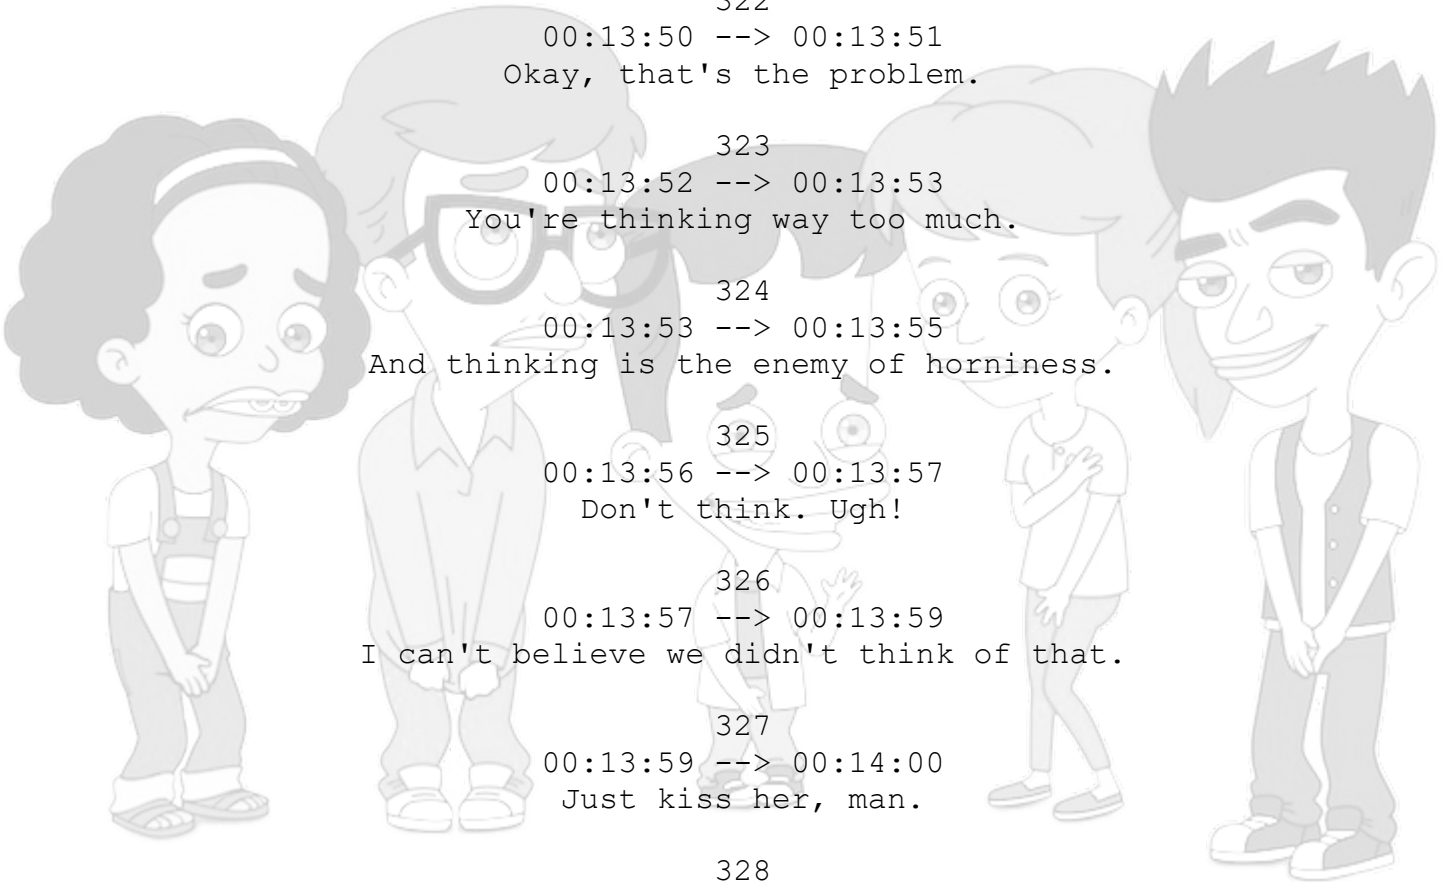 322
00:13:50 --> 00:13:51
Okay, that's the problem.
323
00:13:52 --> 00:13:53
You're thinking way too much.
324
00:13:53 --> 00:13:55
And thinking is the enemy of horniness.
325
00:13:56 --> 00:13:57
Don't think. Ugh!
326
00:13:57 --> 00:13:59
I can't believe we didn't think of that.
327
00:13:59 --> 00:14:00
Just kiss her, man.
328